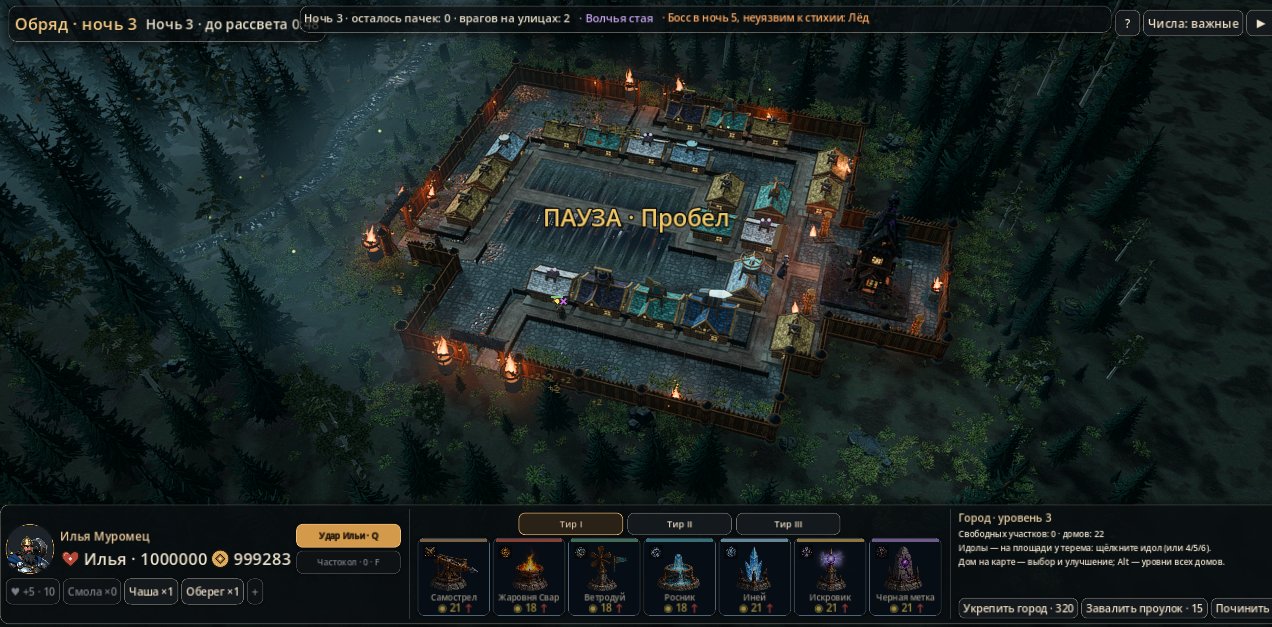 Обряд · ночь 3 Ночь 3 · до рассвета 0
Ночь 3 · осталось пачек: 0 · врагов на улицах: 2 · Волчья стая · Босс в ночь 5, неуязвим к стихии: Лёд
?
Числа: важные
ПАУЗА · Пробел
Илья Муромец
Илья · 1000000 999283
Удар Ильи · Q
Частокол · 0 · F
+5 · 10
Смола ×0
Чаша ×1
Оберег ×1
+
Тир I
Тир II
Тир III
Самострел
21
Жаровня Свар
18
Ветродуй
18
Росник
18
Иней
21
Искровик
21
Черная метка
21
Город · уровень 3
Свободных участков: 0 · домов: 22
Идолы — на площади у терема: щёлкните идол (или 4/5/6).
Дом на карте — выбор и улучшение; Alt — уровни всех домов.
Укрепить город · 320
Завалить проулок · 15
Починить